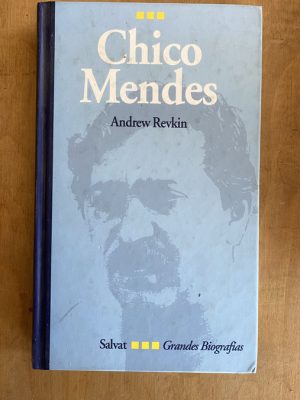 Chico
Mendes
Andrew Revkin
Salvat Grandes Biografías